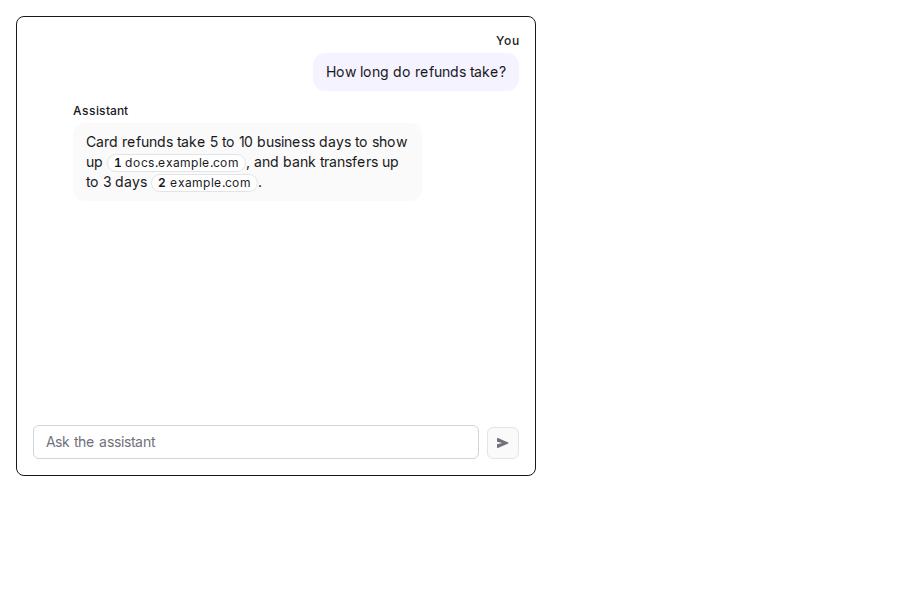 You
How long do refunds take?
Assistant
Card refunds take 5 to 10 business days to show
up 1 docs.example.com, and bank transfers up
to 3 days 2 example.com.
Ask the assistant